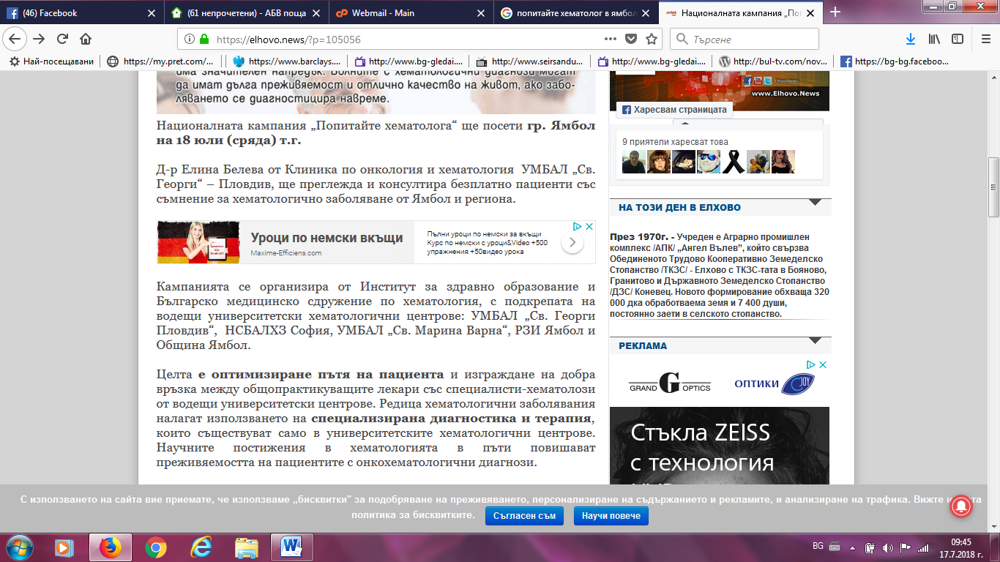 (46) Facebook
(61 непрочетени) - АБВ поща
Webmail - Main
попитайте хематолог в ямбол
Националната кампания „Поп
https://elhovo.news/?p=105056
Търсене
Най-посещавани
https://my.pret.com/...
https://www.barclays....
http://www.bg-gledai....
http://www.seirsandu...
http://www.bg-gledai....
http://bul-tv.com/nov...
https://bg-bg.faceboo...
има значителен напредък. Болните с хематологични диагнози могат
да имат дълга преживяемост и отлично качество на живот, ако забо-
ляването се диагностицира навреме.
Националната кампания „Попитайте хематолога“ ще посети гр. Ямбол
на 18 юли (сряда) т.г.
Д-р Елина Белева от Клиника по онкология и хематология УМБАЛ „Св.
Георги“ – Пловдив, ще преглежда и консултира безплатно пациенти със
съмнение за хематологично заболяване от Ямбол и региона.
Уроци по немски вкъщи
Maxime-Efficiens.com
Пълни уроци по немски за вкъщи
Курс по немски с уроци&Video +500
упражнения +50видео урока
Кампанията се организира от Институт за здравно образование и
Българско медицинско сдружение по хематология, с подкрепата на
водещи университетски хематологични центрове: УМБАЛ „Св. Георги
Пловдив“, НСБАЛХЗ София, УМБАЛ „Св. Марина Варна“, РЗИ Ямбол и
Община Ямбол.
Целта е оптимизиране пътя на пациента и изграждане на добра
връзка между общопрактикуващите лекари със специалисти-хематолози
от водещи университетски центрове. Редица хематологични заболявания
налагат използването на специализирана диагностика и терапия,
които съществуват само в университетските хематологични центрове.
Научните постижения в хематологията в пъти повишават
преживяемостта на пациентите с онкохематологични диагнози.
www.Elhovo.News
Харесвам страницата
9 приятели харесват това
НА ТОЗИ ДЕН В ЕЛХОВО
През 1970г. - Учреден е Аграрно промишлен
комплекс /АПК/ „Ангел Вълев”, който свързва
Обединеното Трудово Кооперативно Земеделско
Стопанство /ТКЗС/ - Елхово с ТКЗС-тата в Бояново,
Гранитово и Държавното Земеделско Стопанство
/ДЗС/ Коневец. Новото формирование обхваща 320
000 дка обработваема земя и 7 400 души,
постоянно заети в селското стопанство.
РЕКЛАМА
GRAND G OPTICS
ОПТИКИ JOY
Стъкла ZEISS
с технология
С използването на сайта вие приемате, че използваме „бисквитки" за подобряване на преживяването, персонализиране на съдържанието и рекламите, и анализиране на трафика. Вижте
политика за бисквитките.
Съгласен съм
Научи повече
BG
09:45
17.7.2018 г.